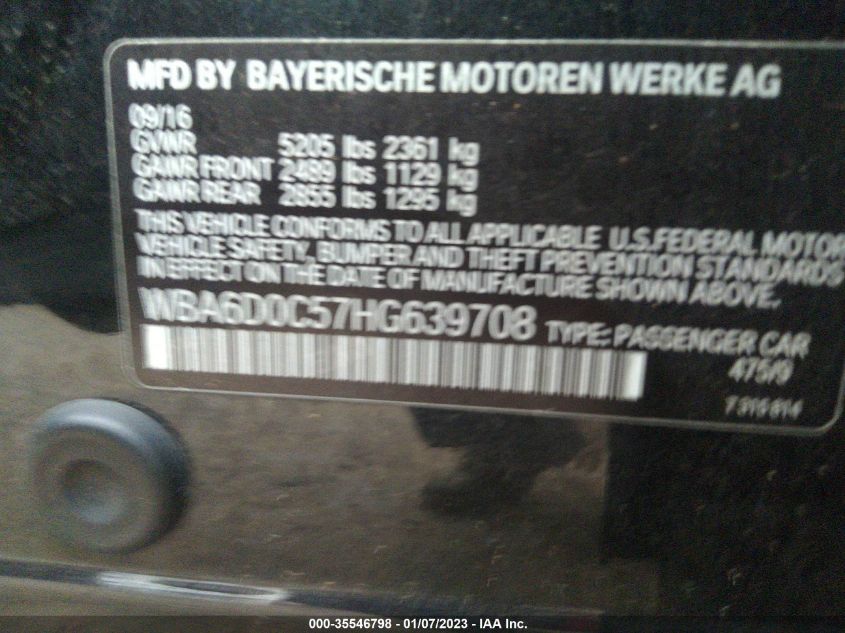 MFD BY BAYERISCHE MOTOREN WERKE AG
09/16
GVWR 5205 lbs 2361 kg
GAWR FRONT 2489 lbs 1129 kg
GAWR REAR 2855 lbs 1295 kg
THIS VEHICLE CONFORMS TO ALL APPLICABLE U.S.FEDERAL MOTOR
VEHICLE SAFETY, BUMPER AND THEFT PREVENTION STANDARDS
IN EFFECT ON THE DATE OF MANUFACTURE SHOWN ABOVE.
WBA6D0C57HG639708 TYPE: PASSENGER CAR
475/9
7316814
000-35546798 - 01/07/2023 - IAA Inc.